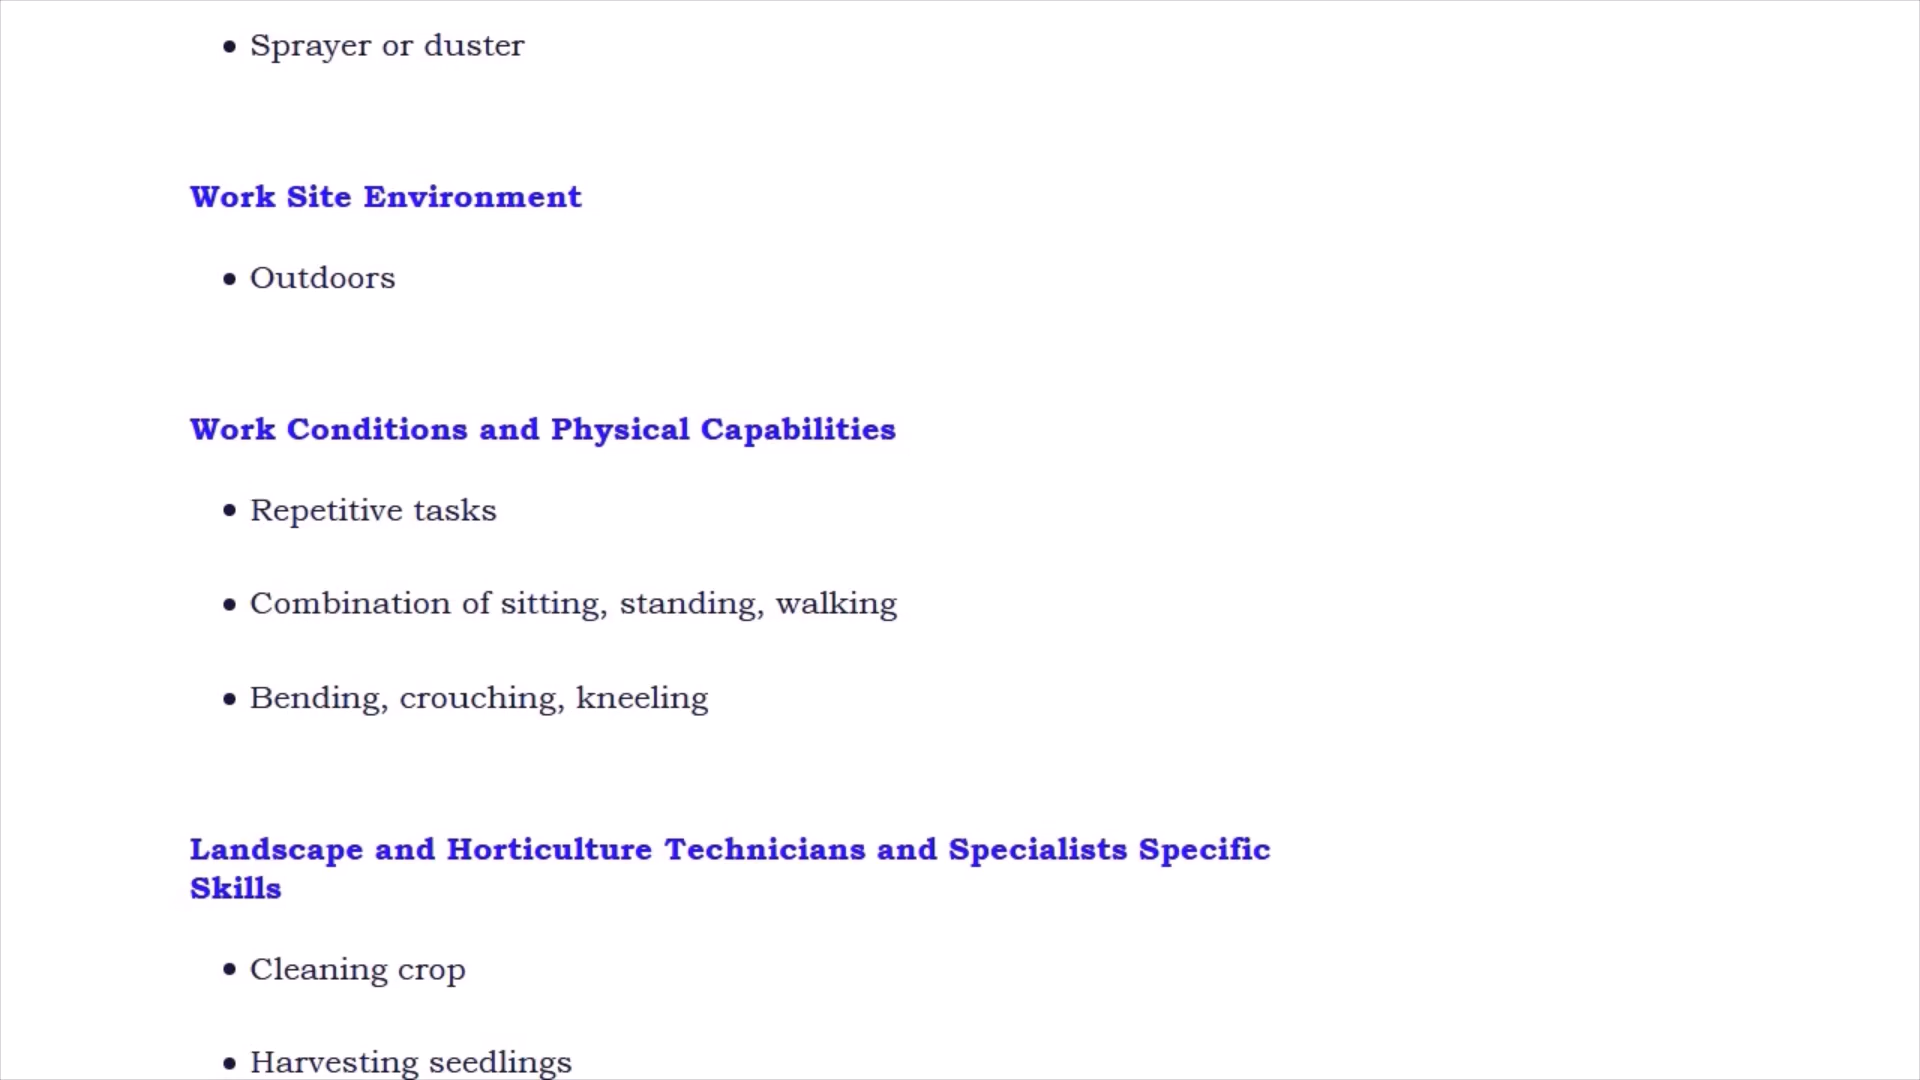 • Sprayer or duster
Work Site Environment
• Outdoors
Work Conditions and Physical Capabilities
• Repetitive tasks
• Combination of sitting, standing, walking
• Bending, crouching, kneeling
Landscape and Horticulture Technicians and Specialists Specific
Skills
• Cleaning crop
• Harvesting seedlings